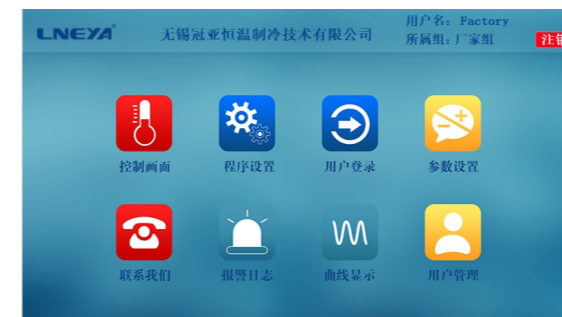 LNEYA
无锡冠亚恒温制冷技术有限公司
用户名：Factory
所属组：厂家组
注销
控制画面
程序设置
用户登录
参数设置
联系我们
报警日志
曲线显示
用户管理